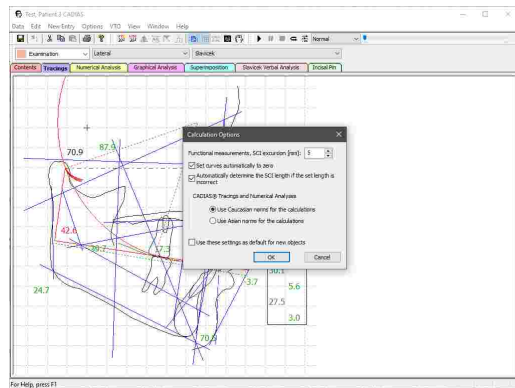 Test, Patient J CADIAS
Data Edit New Entry Options VTO View Window Help
Normal
Examination Lateral Slavicek
Contents Tracings Numerical Analysis Graphical Analysis Superimposition Slavicek Verbal Analysis Incisal Pin
87.9
70.9
Calculation Options
Functional measurements, SCI excursion [mm]: 5
Set curves automatically to zero
Automatically determine the SCI length if the set length is
incorrect
CADIAS® Tracings and Numerical Analyses
Use Caucasian norms for the calculations
Use Asian norms for the calculations
Use these settings as default for new objects
OK Cancel
42.6
17.3
30.1
-3.7
5.6
24.7
27.5
3.0
For Help, press F1